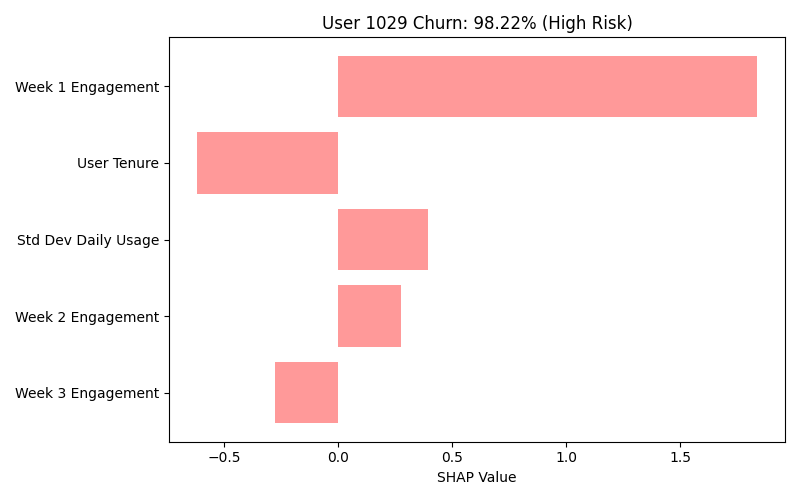 User 1029 Churn: 98.22% (High Risk)
Week 1 Engagement
User Tenure
Std Dev Daily Usage
Week 2 Engagement
Week 3 Engagement
−0.5 0.0 0.5 1.0 1.5
SHAP Value